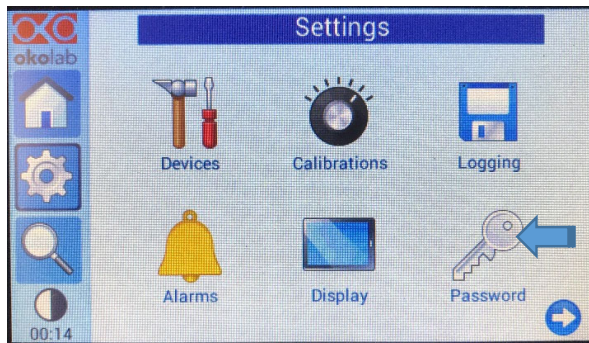 Settings
okolab
Devices
Calibrations
Logging
Alarms
Display
Password
00:14